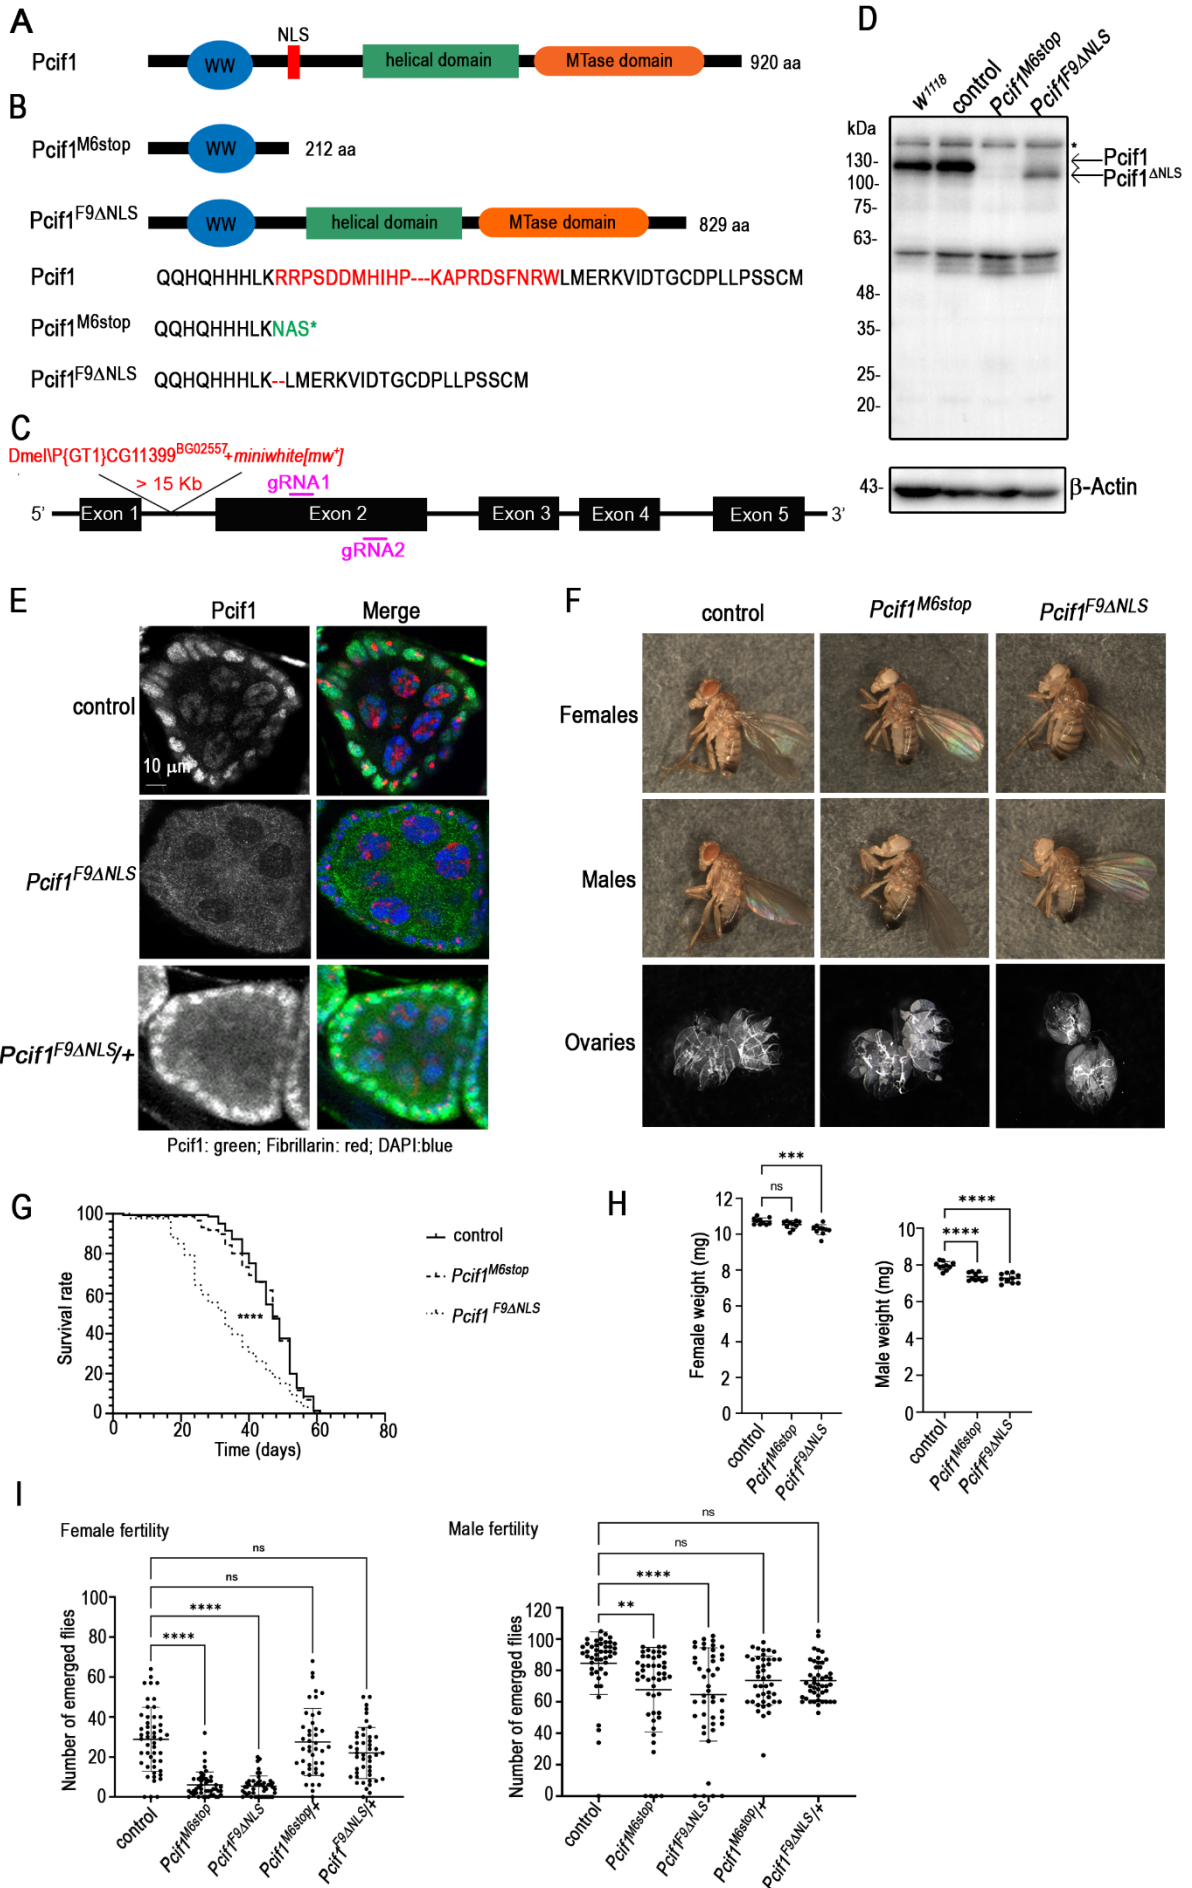 A
Pcif1
WW
NLS
helical domain
MTase domain
920 aa
B
Pcif1M6stop
WW
212 aa
Pcif1F9ΔNLS
WW
helical domain
MTase domain
829 aa
Pcif1 QQHQHHHLKRRPSDDMHIHP---KAPRDSFNRWLMERKVIDTGCDPLLPSSCM
Pcif1M6stop QQHQHHHLKNAS*
Pcif1F9ΔNLS QQHQHHHLK--LMERKVIDTGCDPLLPSSCM
C
Dmel\P{GT1}CG11399BG02557+miniwhite[mw+]
> 15 Kb
gRNA1
5' Exon 1 Exon 2 Exon 3 Exon 4 Exon 5 3'
gRNA2
D
W1118 control Pcif1M6stop Pcif1F9ΔNLS
kDa
*
130-
100-
75-
63-
48-
35-
25-
20-
Pcif1
Pcif1ΔNLS
43-
β-Actin
E
Pcif1 Merge
control
10 μm
Pcif1F9ΔNLS
Pcif1F9ΔNLS/+
Pcif1: green; Fibrillarin: red; DAPI:blue
F
control Pcif1M6stop Pcif1F9ΔNLS
Females
Males
Ovaries
G
Survival rate
100
80
60
40
20
0
****
0 20 40 60 80
Time (days)
control
Pcif1M6stop
Pcif1F9ΔNLS
H
***
ns
Female weight (mg)
12
10
8
6
4
2
0
control Pcif1M6stop Pcif1F9ΔNLS
****
****
Male weight (mg)
10
8
6
4
2
0
control Pcif1M6stop Pcif1F9ΔNLS
I
Female fertility
ns
ns
****
****
Number of emerged flies
100
80
60
40
20
0
control Pcif1M6stop Pcif1F9ΔNLS Pcif1M6stop/+ Pcif1F9ΔNLS/+
Male fertility
ns
ns
****
**
Number of emerged flies
120
100
80
60
40
20
0
control Pcif1M6stop Pcif1F9ΔNLS Pcif1M6stop/+ Pcif1F9ΔNLS/+